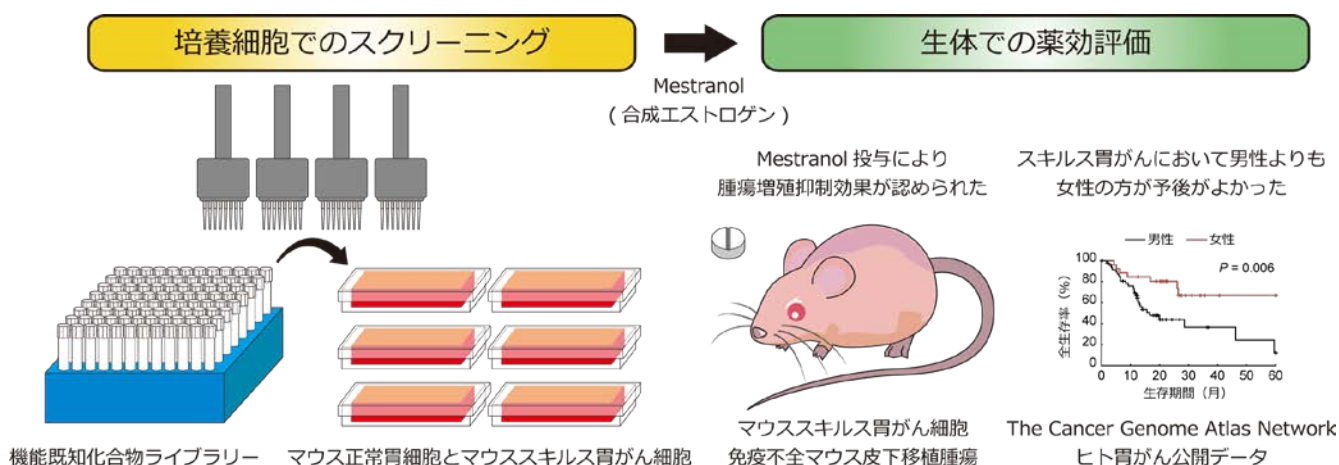 培養細胞でのスクリーニング
生体での薬効評価
Mestranol
( 合成エストロゲン )
Mestranol 投与により
腫瘍増殖抑制効果が認められた
スキルス胃がんにおいて男性よりも
女性の方が予後がよかった
男性 女性
P = 0.006
全生存率 (%)
100
80
60
40
20
0
0 10 20 30 40 50 60
生存期間 (月)
機能既知化合物ライブラリー
マウス正常胃細胞とマウススキルス胃がん細胞
マウススキルス胃がん細胞
免疫不全マウス皮下移植腫瘍
The Cancer Genome Atlas Network
ヒト胃がん公開データ